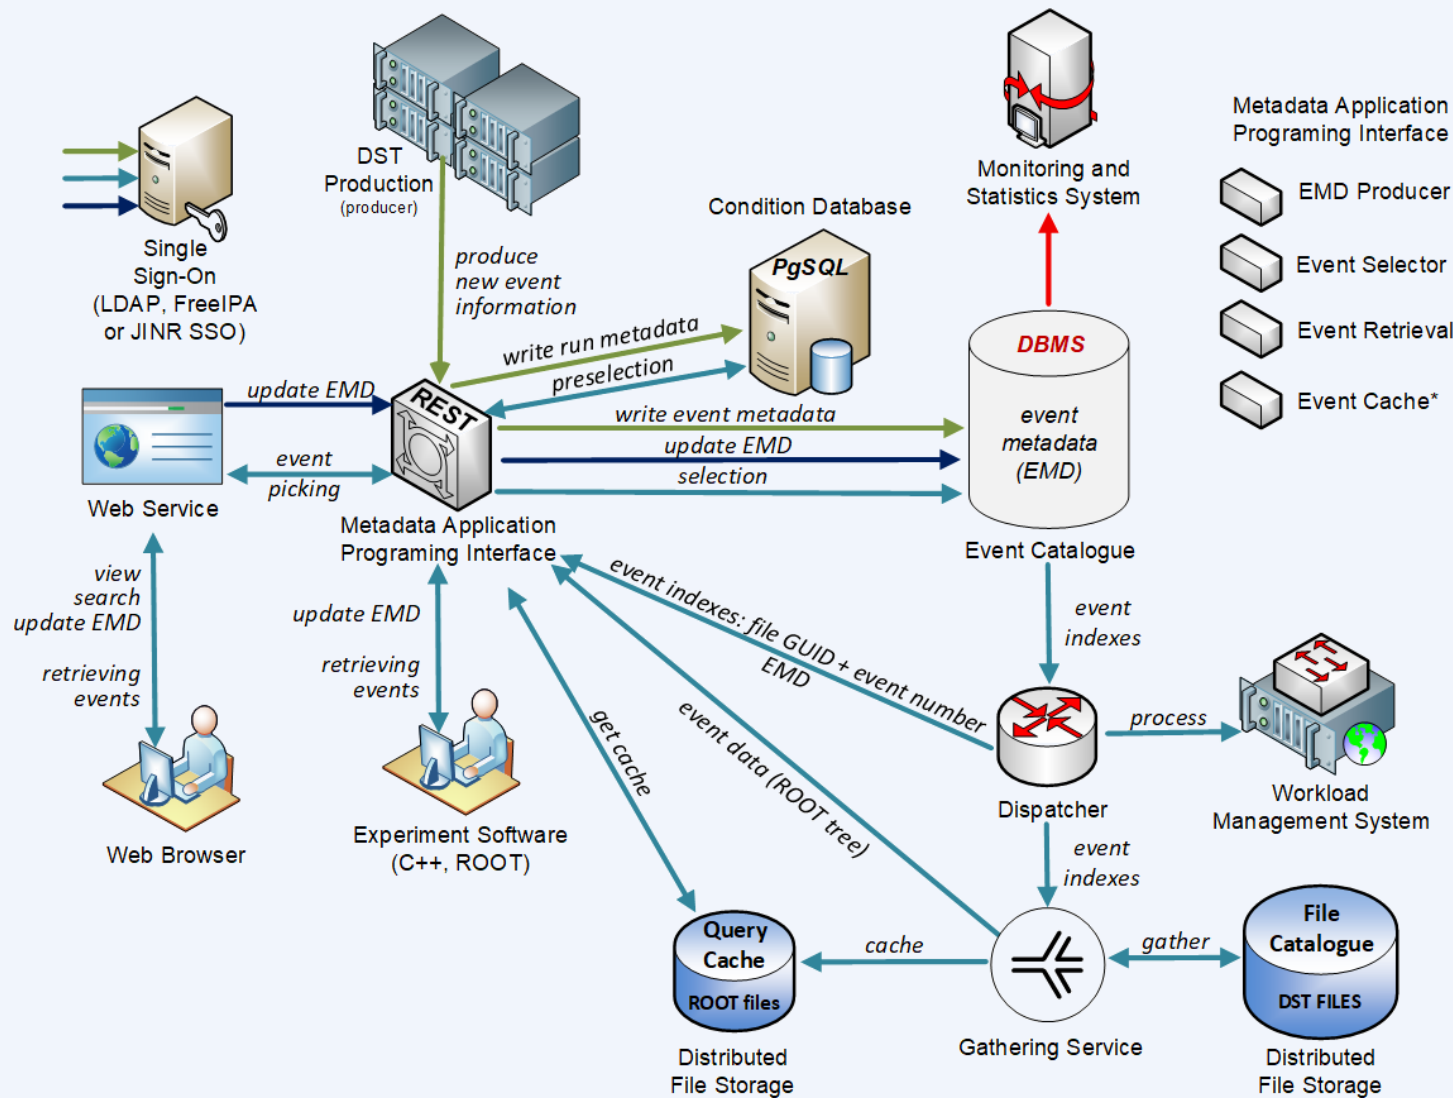 DST
Production
(producer)
Single
Sign-On
(LDAP, FreeIPA
or JINR SSO)
produce
new event
information
Condition Database
PgSQL
Monitoring and
Statistics System
Metadata Application
Programing Interface
EMD Producer
Event Selector
Event Retrieval
Event Cache*
write run metadata
preselection
update EMD
REST
write event metadata
update EMD
selection
DBMS
event
metadata
(EMD)
event
picking
Web Service
Metadata Application
Programing Interface
Event Catalogue
view
search
update EMD
retrieving
events
update EMD
retrieving
events
event indexes: file GUID + event number
EMD
event
indexes
get cache
event data (ROOT tree)
process
Dispatcher
Workload
Management System
Web Browser
Experiment Software
(C++, ROOT)
event
indexes
Query
Cache
ROOT files
cache
gather
File
Catalogue
DST FILES
Distributed
File Storage
Gathering Service
Distributed
File Storage